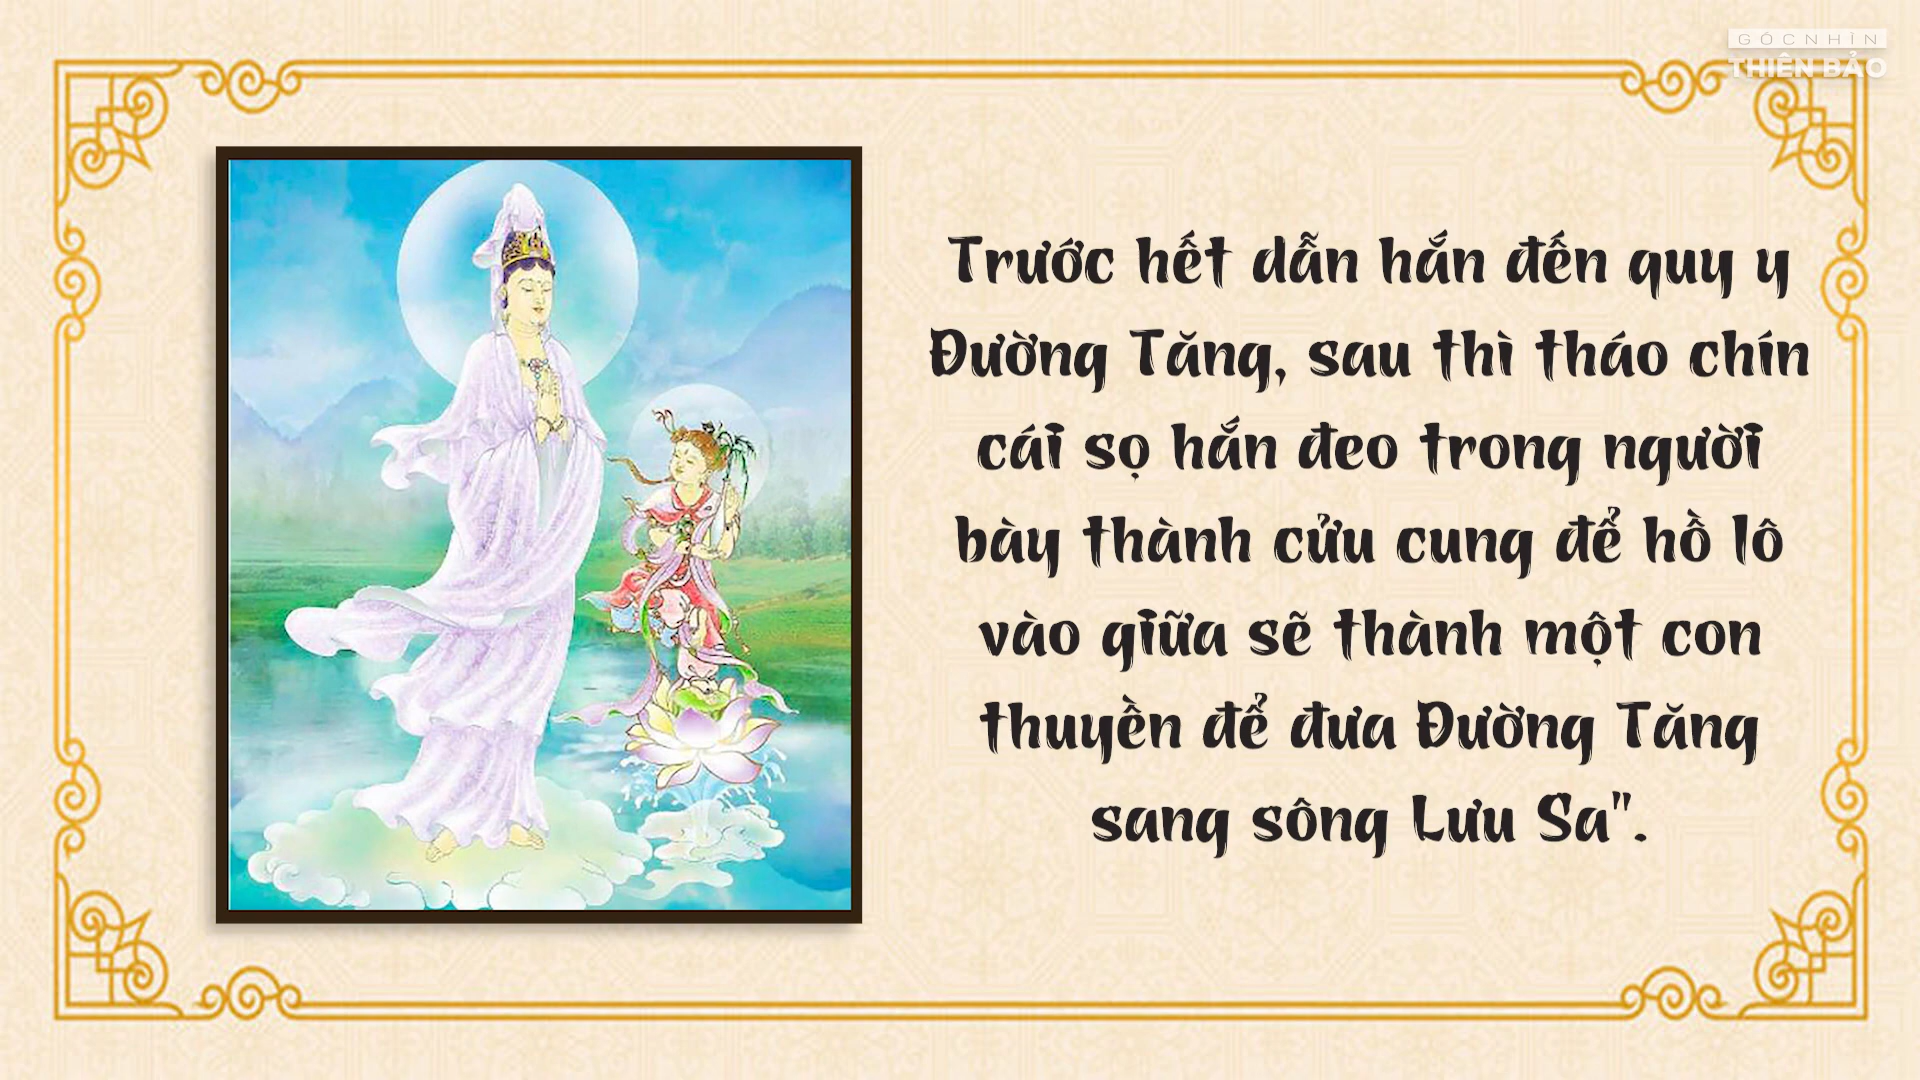 GÓC NHÌN
THIÊN BẢO
Trước hết dẫn hắn đến quy y
Đường Tăng, sau thì tháo chín
cái sọ hắn đeo trong người
bày thành cửu cung để hồ lô
vào giữa sẽ thành một con
thuyền để đưa Đường Tăng
sang sông Lưu Sa".